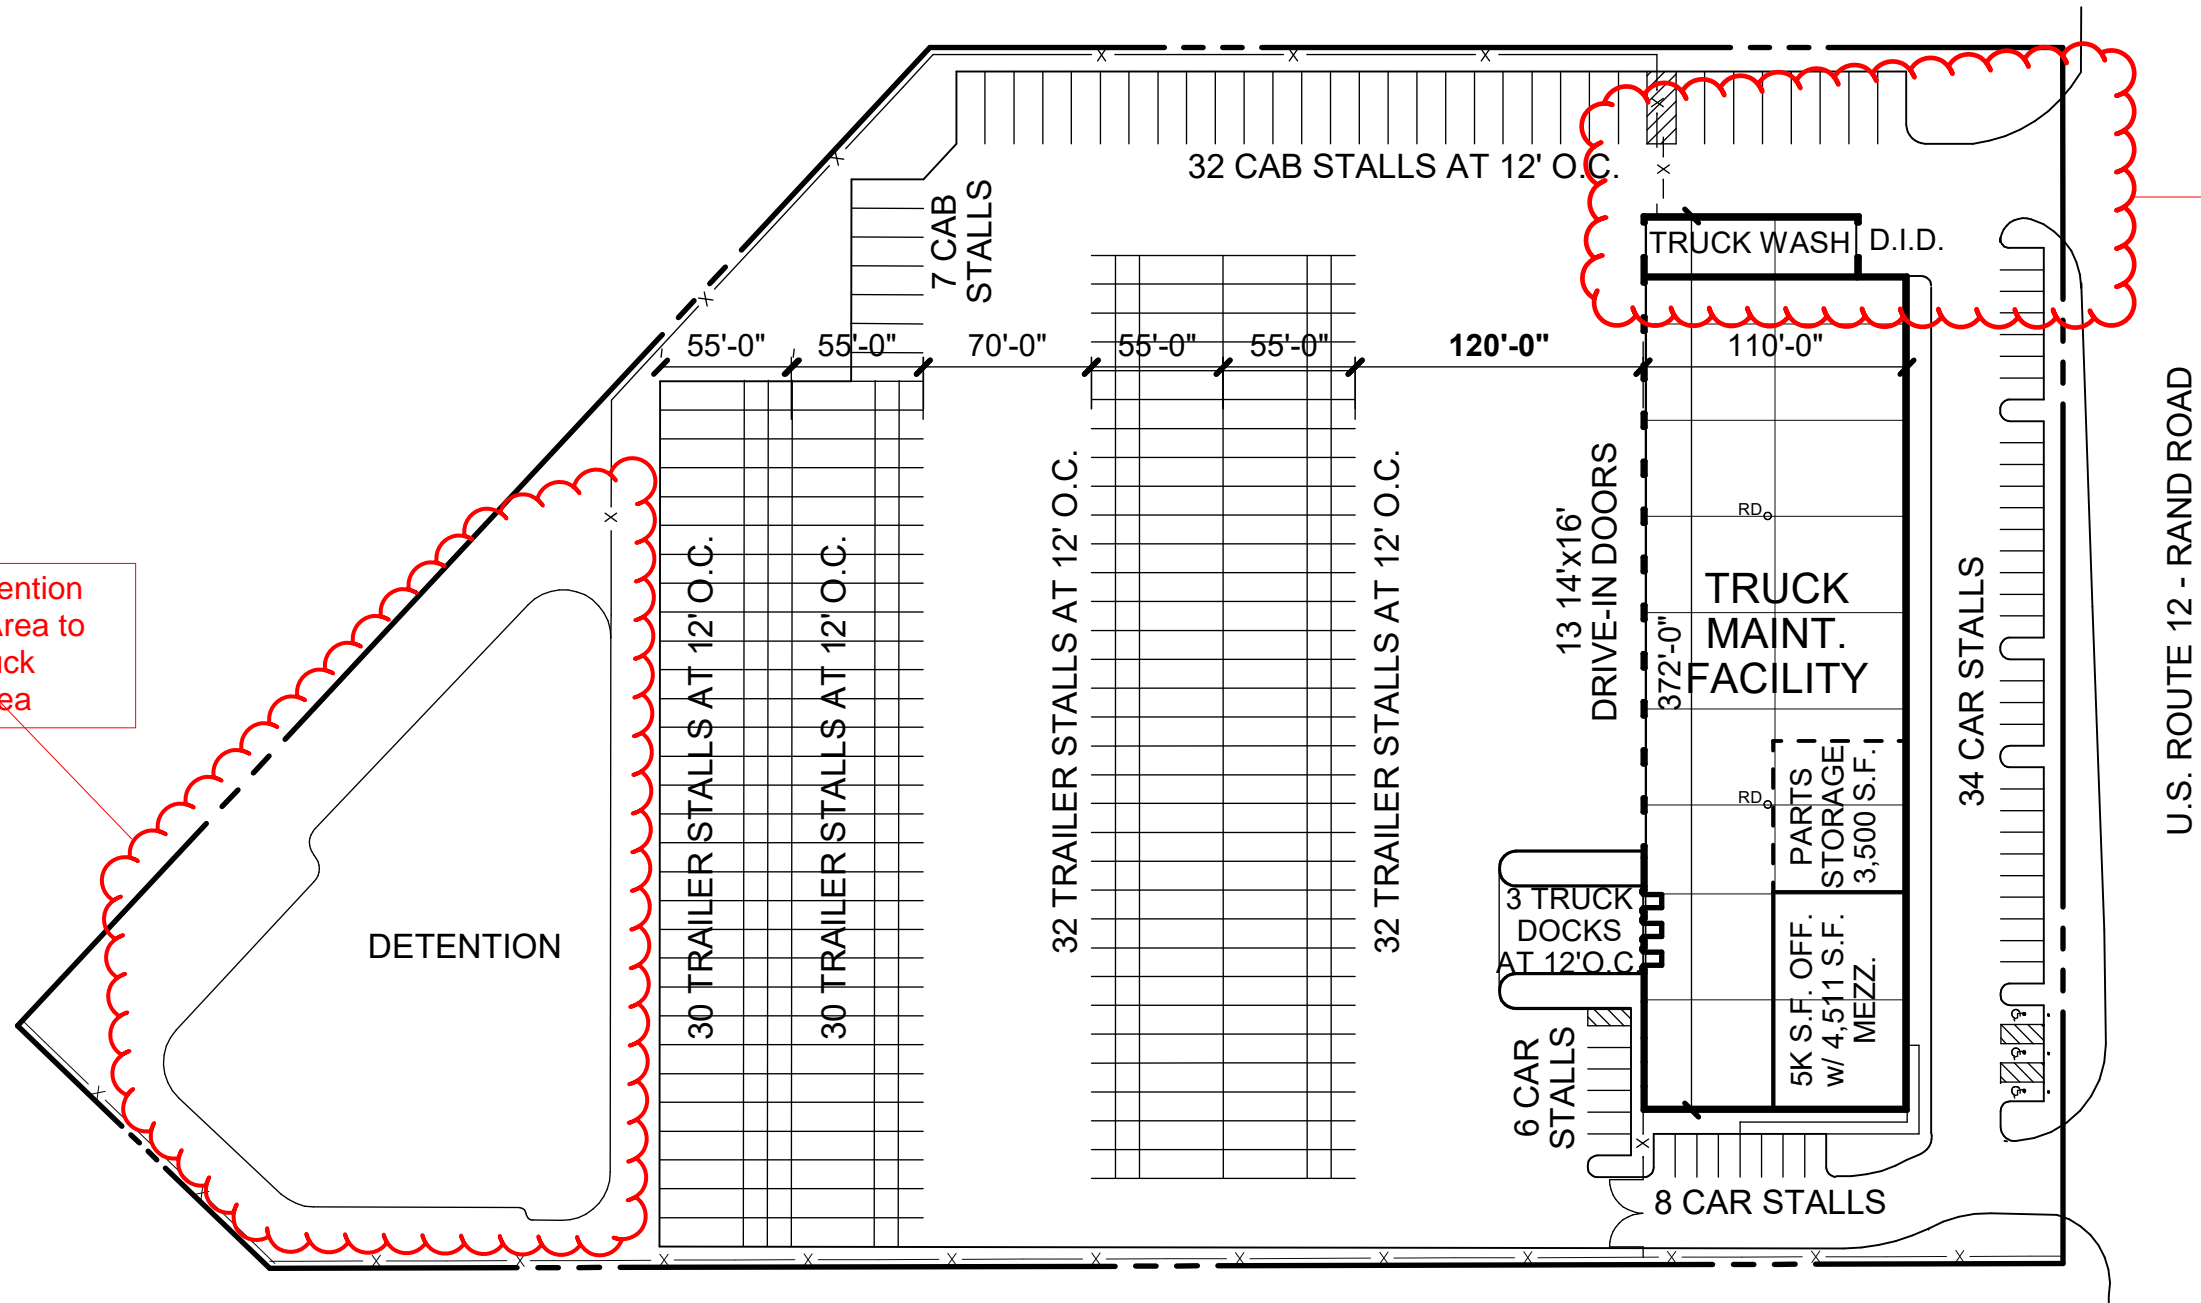 32 CAB STALLS AT 12' O.C.
7 CAB
STALLS
TRUCK WASH
D.I.D.
55'-0"
55'-0"
70'-0"
55'-0"
55'-0"
120'-0"
110'-0"
ention
Area to
uck
ea
DETENTION
30 TRAILER STALLS AT 12' O.C.
30 TRAILER STALLS AT 12' O.C.
32 TRAILER STALLS AT 12' O.C.
32 TRAILER STALLS AT 12' O.C.
13 14'x16'
DRIVE-IN DOORS
372'-0"
RD
TRUCK
MAINT.
FACILITY
RD
PARTS
STORAGE
3,500 S.F.
5K S.F. OFF.
w/ 4,511 S.F.
MEZZ.
3 TRUCK
DOCKS
AT 12'O.C.
6 CAR
STALLS
8 CAR STALLS
34 CAR STALLS
U.S. ROUTE 12 - RAND ROAD